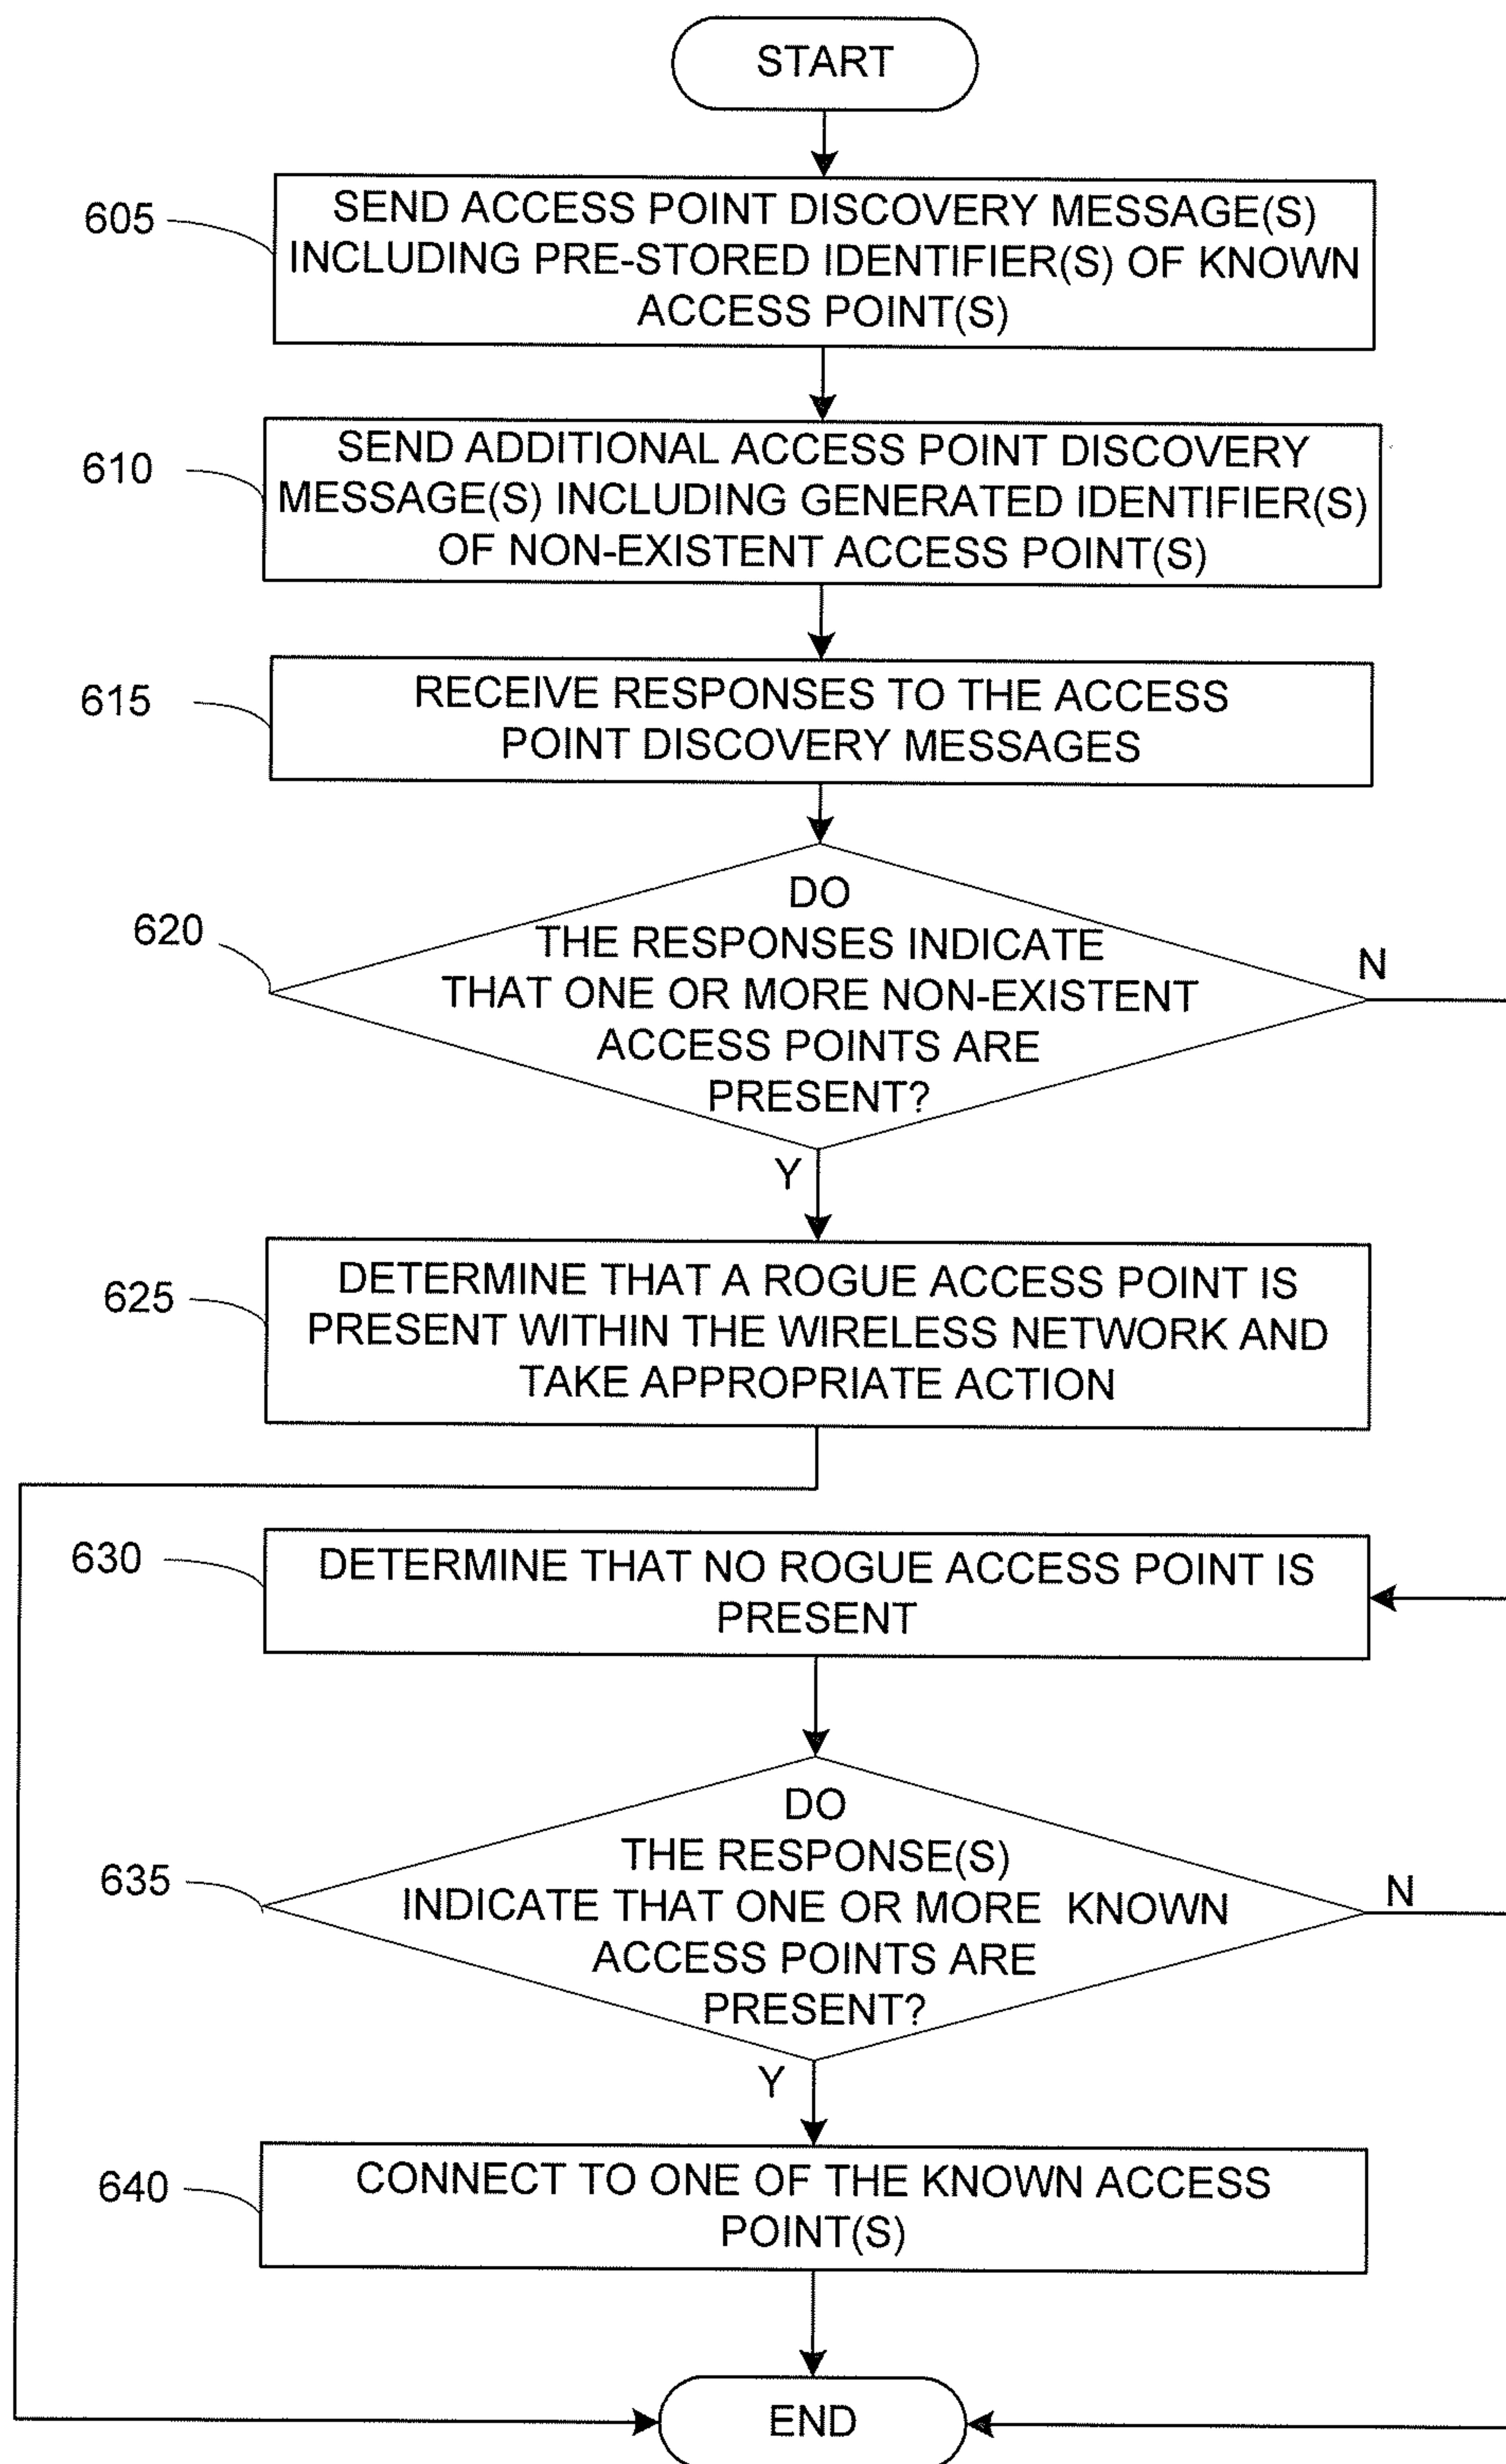 START
605
SEND ACCESS POINT DISCOVERY MESSAGE(S)
INCLUDING PRE-STORED IDENTIFIER(S) OF KNOWN
ACCESS POINT(S)
610
SEND ADDITIONAL ACCESS POINT DISCOVERY
MESSAGE(S) INCLUDING GENERATED IDENTIFIER(S)
OF NON-EXISTENT ACCESS POINT(S)
615
RECEIVE RESPONSES TO THE ACCESS
POINT DISCOVERY MESSAGES
620
DO
THE RESPONSES INDICATE
THAT ONE OR MORE NON-EXISTENT
ACCESS POINTS ARE
PRESENT?
N
Y
625
DETERMINE THAT A ROGUE ACCESS POINT IS
PRESENT WITHIN THE WIRELESS NETWORK AND
TAKE APPROPRIATE ACTION
630
DETERMINE THAT NO ROGUE ACCESS POINT IS
PRESENT
635
DO
THE RESPONSE(S)
INDICATE THAT ONE OR MORE KNOWN
ACCESS POINTS ARE
PRESENT?
N
Y
640
CONNECT TO ONE OF THE KNOWN ACCESS
POINT(S)
END